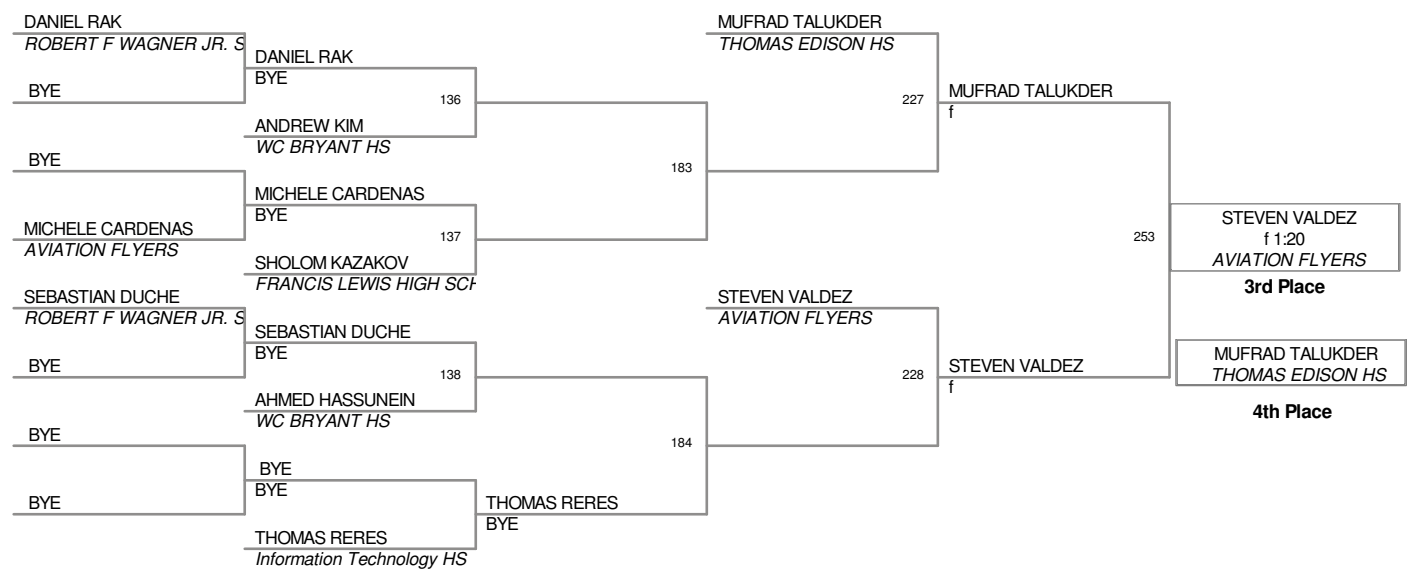 DANIEL RAK
ROBERT F WAGNER JR. S
BYE
BYE
MICHELE CARDENAS
AVIATION FLYERS
SEBASTIAN DUCHE
ROBERT F WAGNER JR. S
BYE
BYE
BYE
DANIEL RAK
BYE
136
ANDREW KIM
WC BRYANT HS
MICHELE CARDENAS
BYE
137
SHOLOM KAZAKOV
FRANCIS LEWIS HIGH SCH
SEBASTIAN DUCHE
BYE
138
AHMED HASSUNEIN
WC BRYANT HS
BYE
BYE
THOMAS RERES
Information Technology HS
183
184
THOMAS RERES
BYE
MUFRAD TALUKDER
THOMAS EDISON HS
227
STEVEN VALDEZ
AVIATION FLYERS
228
MUFRAD TALUKDER
f
253
STEVEN VALDEZ
f
STEVEN VALDEZ
f 1:20
AVIATION FLYERS
3rd Place
MUFRAD TALUKDER
THOMAS EDISON HS
4th Place